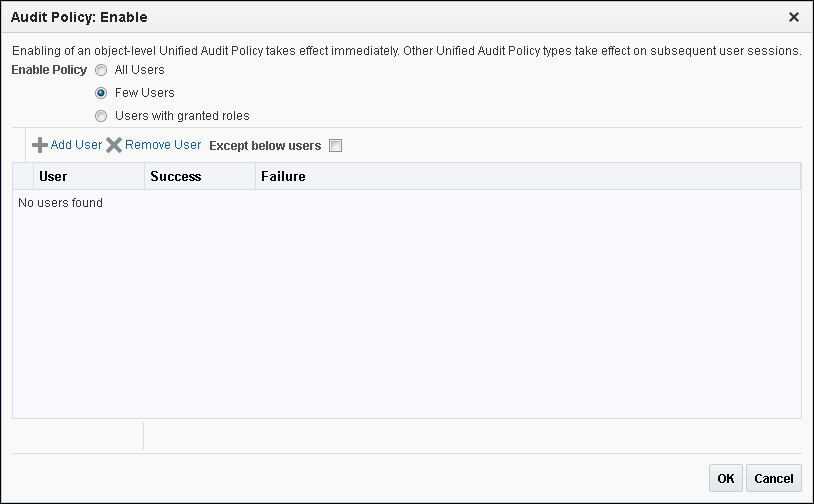 Audit Policy: Enable
Enabling of an object-level Unified Audit Policy takes effect immediately. Other Unified Audit Policy types take effect on subsequent user sessions.
Enable Policy All Users
Few Users
Users with granted roles
Add User Remove User Except below users
User Success Failure
No users found
OK Cancel